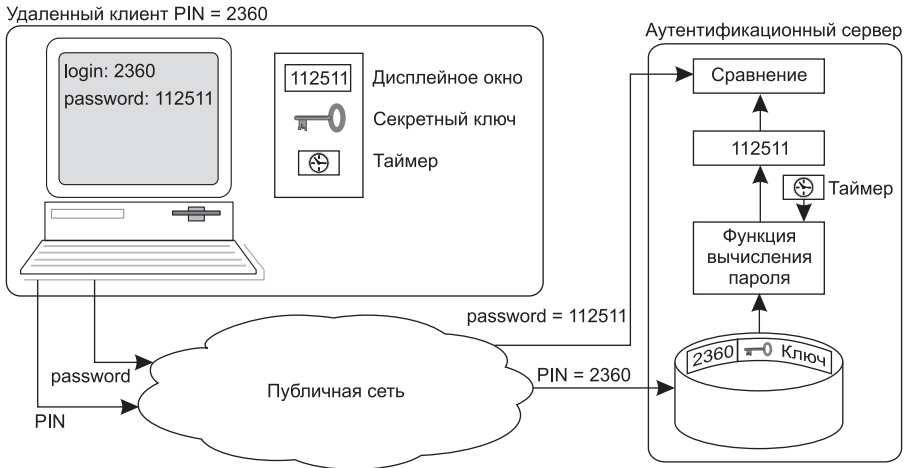 Удаленный клиент PIN = 2360
login: 2360
password: 112511
112511
Дисплейное окно
Секретный ключ
Таймер
password
PIN
Публичная сеть
password = 112511
PIN = 2360
Аутентификационный сервер
Сравнение
112511
Таймер
Функция
вычисления
пароля
2360 Ключ